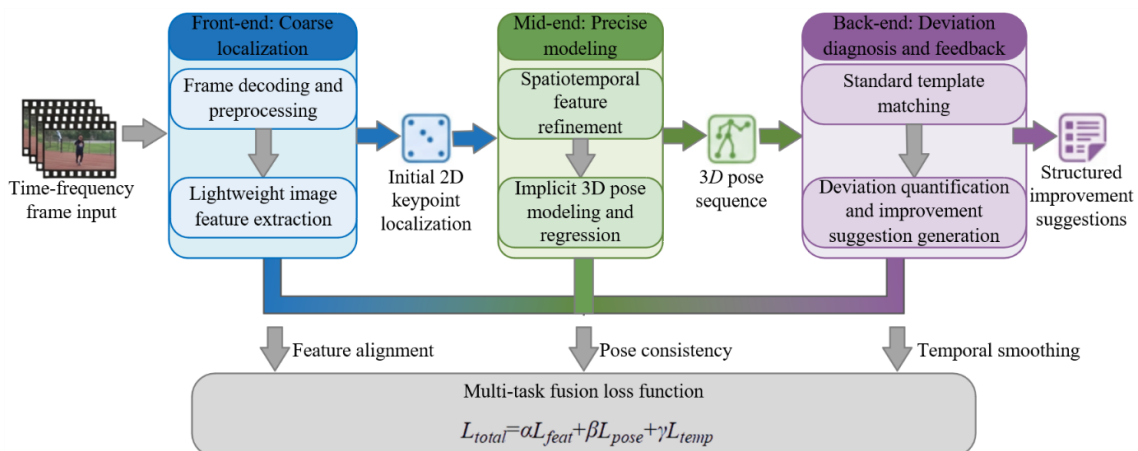 Front-end: Coarse
localization
Frame decoding and
preprocessing
Lightweight image
feature extraction
Time-frequency
frame input
Initial 2D
keypoint
localization
Mid-end: Precise
modeling
Spatiotemporal
feature
refinement
Implicit 3D pose
modeling and
regression
3D pose
sequence
Back-end: Deviation
diagnosis and feedback
Standard template
matching
Deviation quantification
and improvement
suggestion generation
Structured
improvement
suggestions
Feature alignment
Pose consistency
Temporal smoothing
Multi-task fusion loss function
L_total=αL_feat+βL_pose+γL_temp